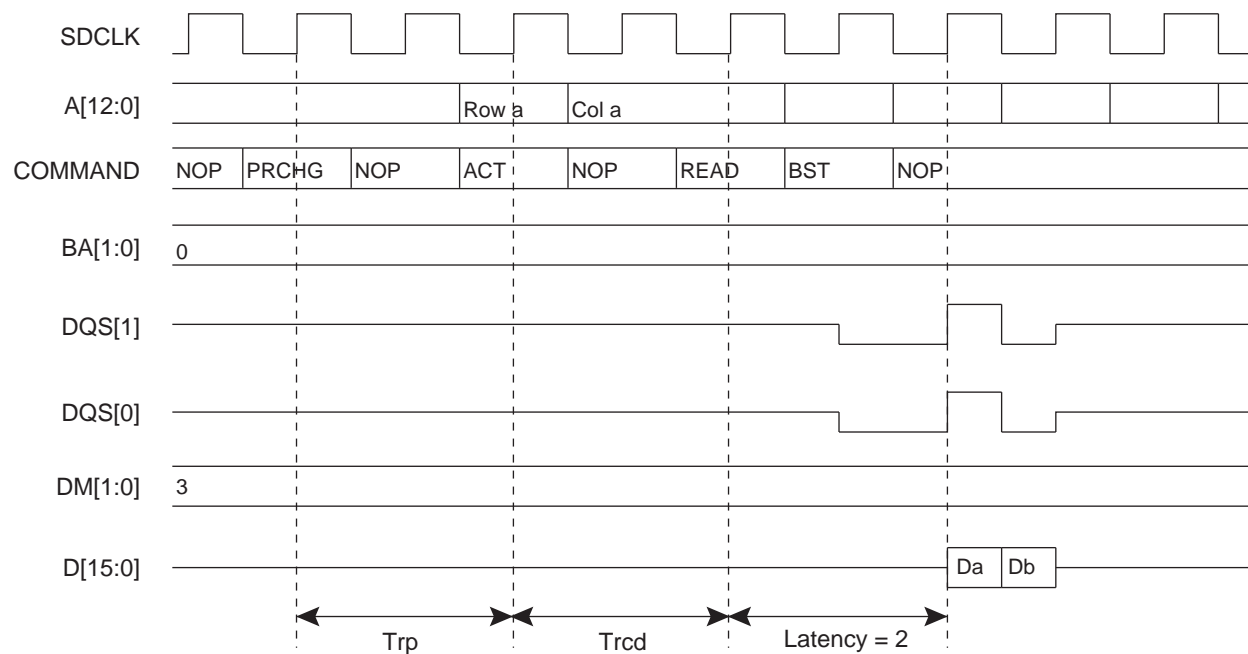 SDCLK
A[12:0] Row a Col a
COMMAND NOP PRCHG NOP ACT NOP READ BST NOP
BA[1:0] 0
DQS[1]
DQS[0]
DM[1:0] 3
D[15:0] Da Db
Trp Trcd Latency = 2